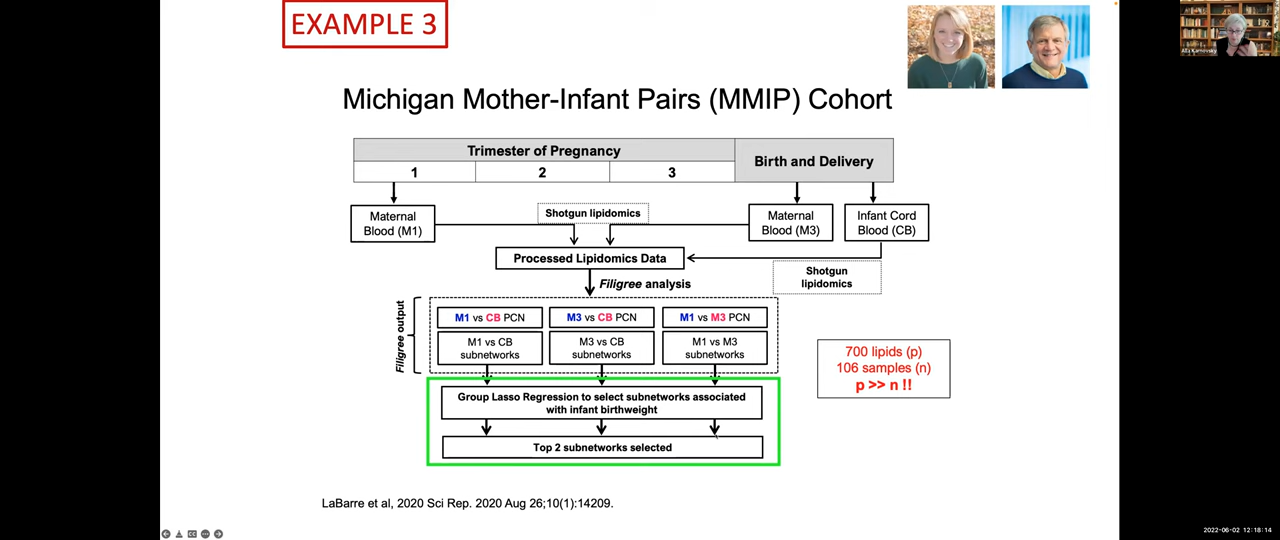 EXAMPLE 3
Alla Karnovsky
Michigan Mother-Infant Pairs (MMIP) Cohort
Trimester of Pregnancy
Birth and Delivery
1
2
3
Maternal
Blood (M1)
Shotgun lipidomics
Maternal
Blood (M3)
Infant Cord
Blood (CB)
Processed Lipidomics Data
Shotgun
lipidomics
Filigree analysis
Filigree output
M1 vs CB PCN
M3 vs CB PCN
M1 vs M3 PCN
M1 vs CB
subnetworks
M3 vs CB
subnetworks
M1 vs M3
subnetworks
700 lipids (p)
106 samples (n)
p >> n !!
Group Lasso Regression to select subnetworks associated
with infant birthweight
Top 2 subnetworks selected
LaBarre et al, 2020 Sci Rep. 2020 Aug 26;10(1):14209.
2022-06-02 12:18:14